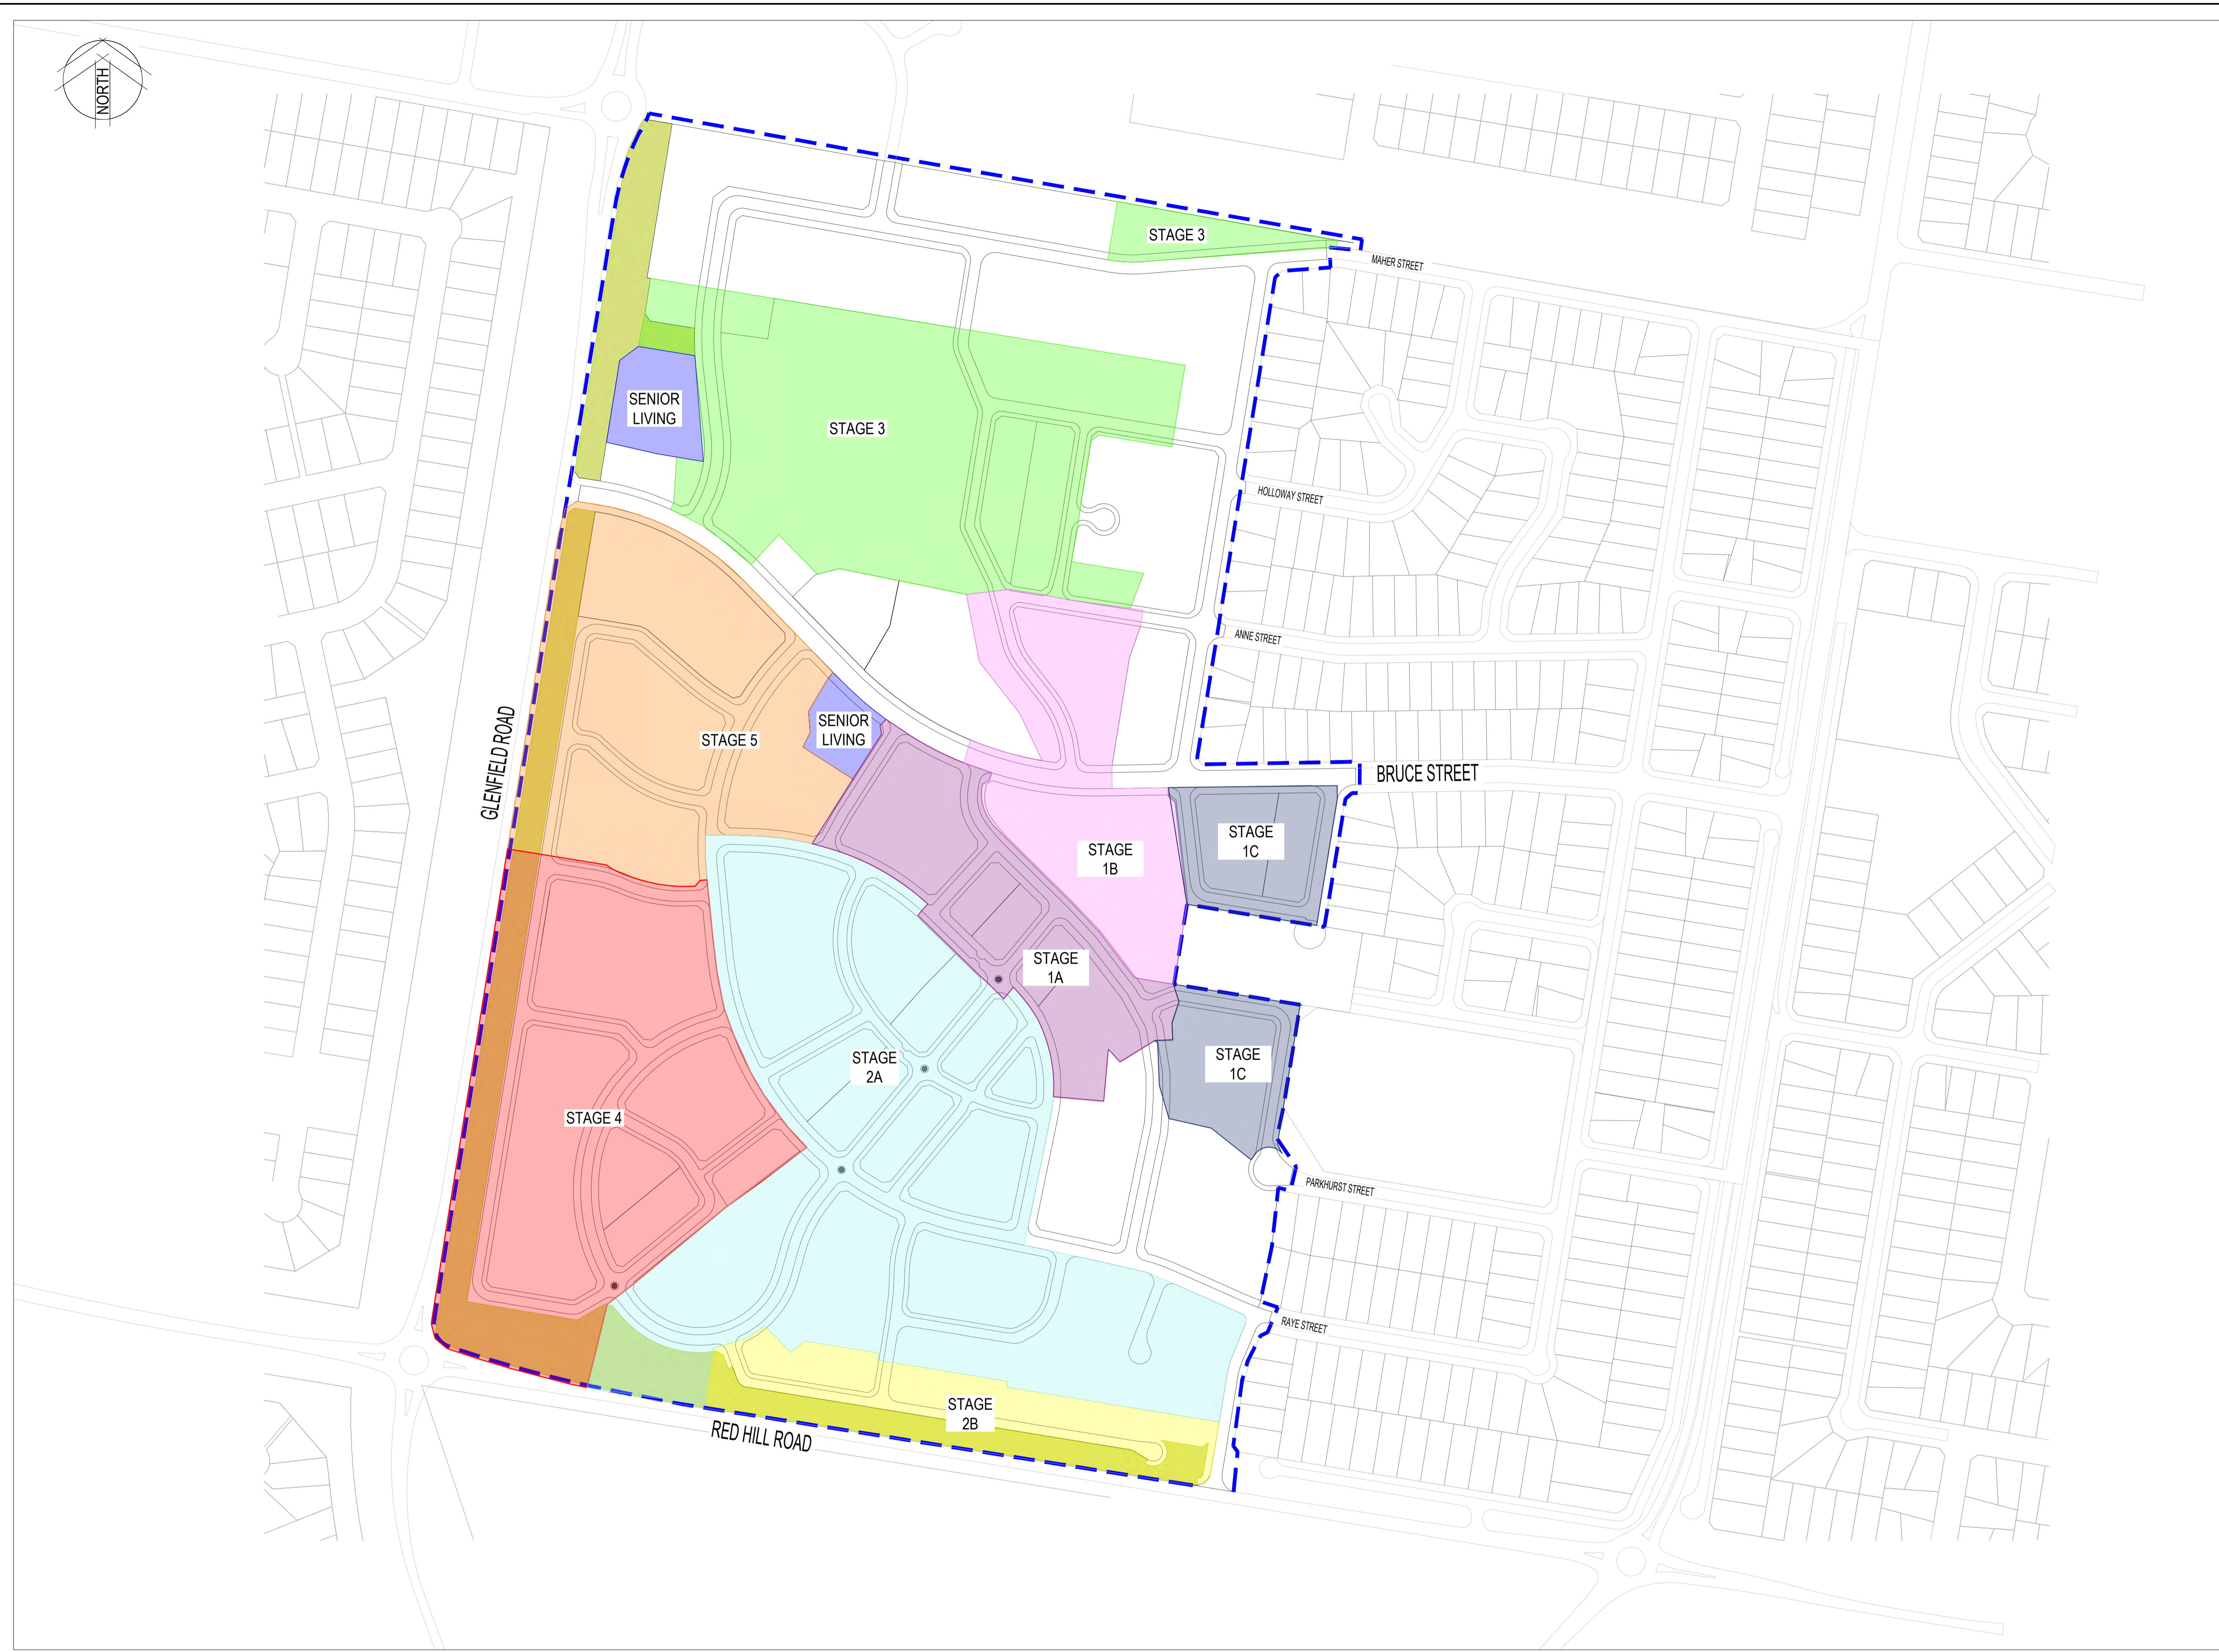 NORTH
STAGE 3
MAHER STREET
SENIOR
LIVING
STAGE 3
HOLLOWAY STREET
ANNE STREET
GLENFIELD ROAD
SENIOR
LIVING
STAGE 5
BRUCE STREET
STAGE
1C
STAGE
1B
STAGE
1A
STAGE
2A
STAGE
1C
STAGE 4
PARKHURST STREET
RAYE STREET
STAGE
2B
RED HILL ROAD